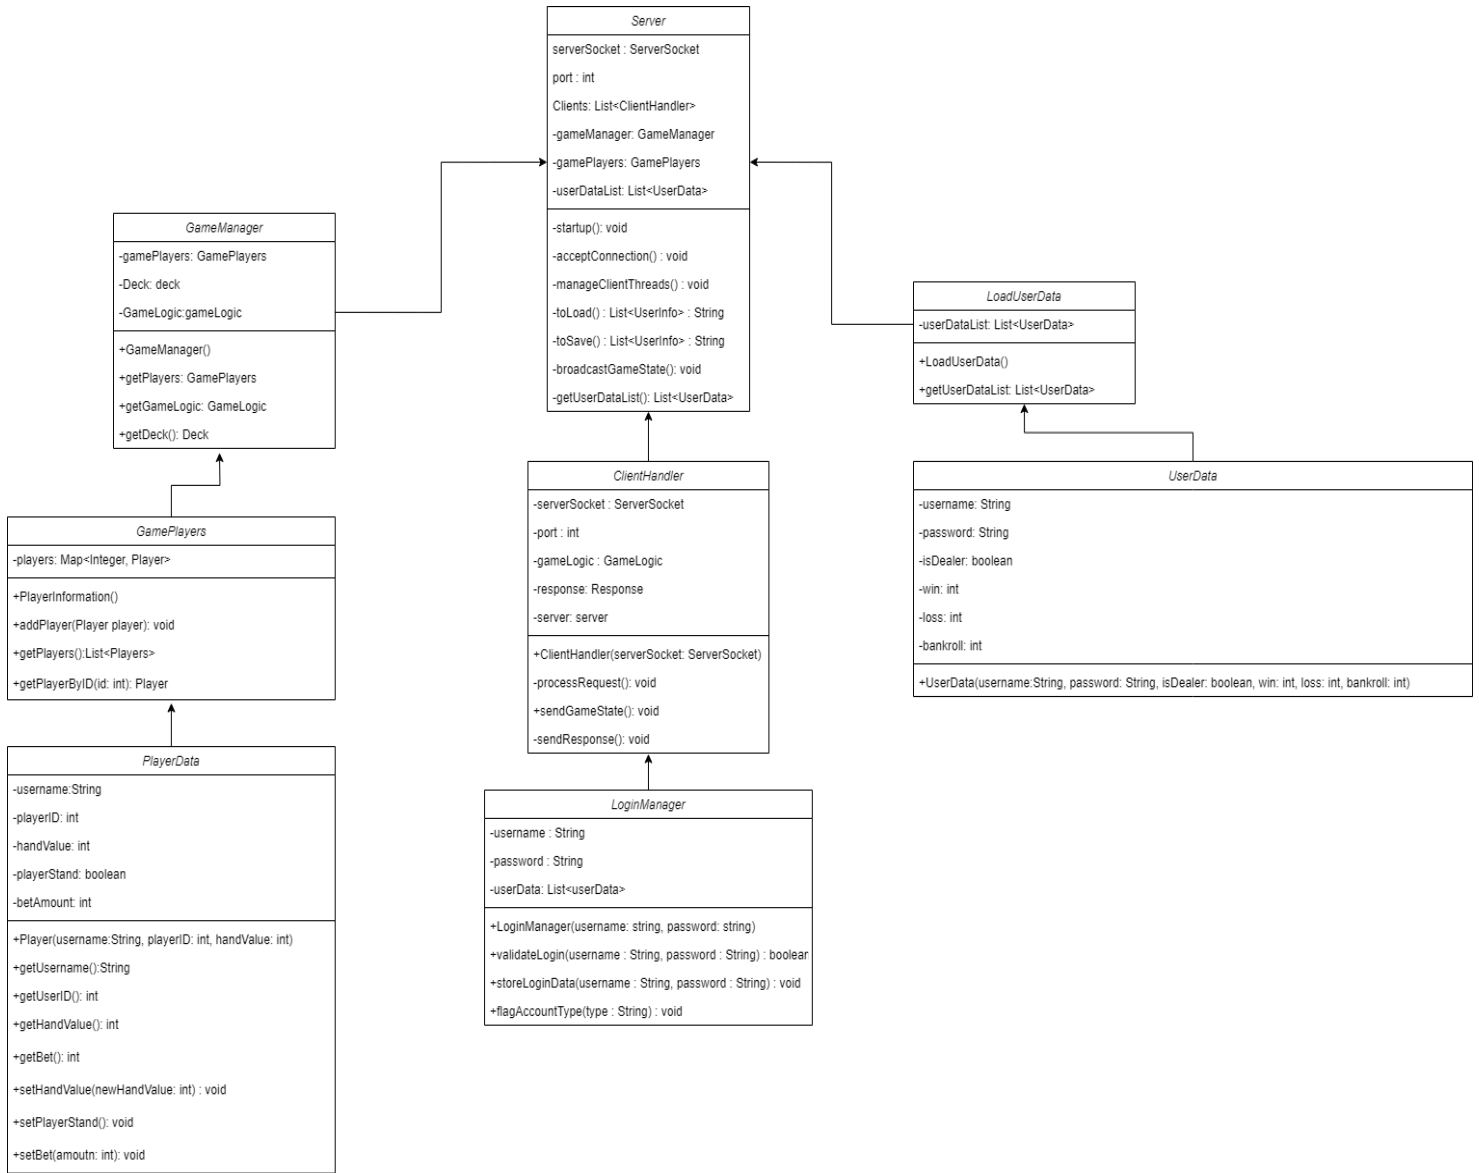 Server
serverSocket : ServerSocket
port : int
Clients: List<ClientHandler>
-gameManager: GameManager
-gamePlayers: GamePlayers
-userDataList: List<UserData>
-startup(): void
-acceptConnection() : void
-manageClientThreads() : void
-toLoad() : List<UserInfo> : String
-toSave() : List<UserInfo> : String
-broadcastGameState(): void
-getUserDataList(): List<UserData>
GameManager
-gamePlayers: GamePlayers
-Deck: deck
-GameLogic:gameLogic
+GameManager()
+getPlayers: GamePlayers
+getGameLogic: GameLogic
+getDeck(): Deck
LoadUserData
-userDataList: List<UserData>
+LoadUserData()
+getUserDataList: List<UserData>
ClientHandler
-serverSocket : ServerSocket
-port : int
-gameLogic : GameLogic
-response: Response
-server: server
+ClientHandler(serverSocket: ServerSocket)
-processRequest(): void
+sendGameState(): void
-sendResponse(): void
UserData
-username: String
-password: String
-isDealer: boolean
-win: int
-loss: int
-bankroll: int
+UserData(username:String, password: String, isDealer: boolean, win: int, loss: int, bankroll: int)
GamePlayers
-players: Map<Integer, Player>
+PlayerInformation()
+addPlayer(Player player): void
+getPlayers():List<Players>
+getPlayerByID(id: int): Player
PlayerData
-username:String
-playerID: int
-handValue: int
-playerStand: boolean
-betAmount: int
+Player(username:String, playerID: int, handValue: int)
+getUsername():String
+getUserID(): int
+getHandValue(): int
+getBet(): int
+setHandValue(newHandValue: int) : void
+setPlayerStand(): void
+setBet(amoutn: int): void
LoginManager
-username : String
-password : String
-userData: List<userData>
+LoginManager(username: string, password: string)
+validateLogin(username : String, password : String) : boolean
+storeLoginData(username : String, password : String) : void
+flagAccountType(type : String) : void